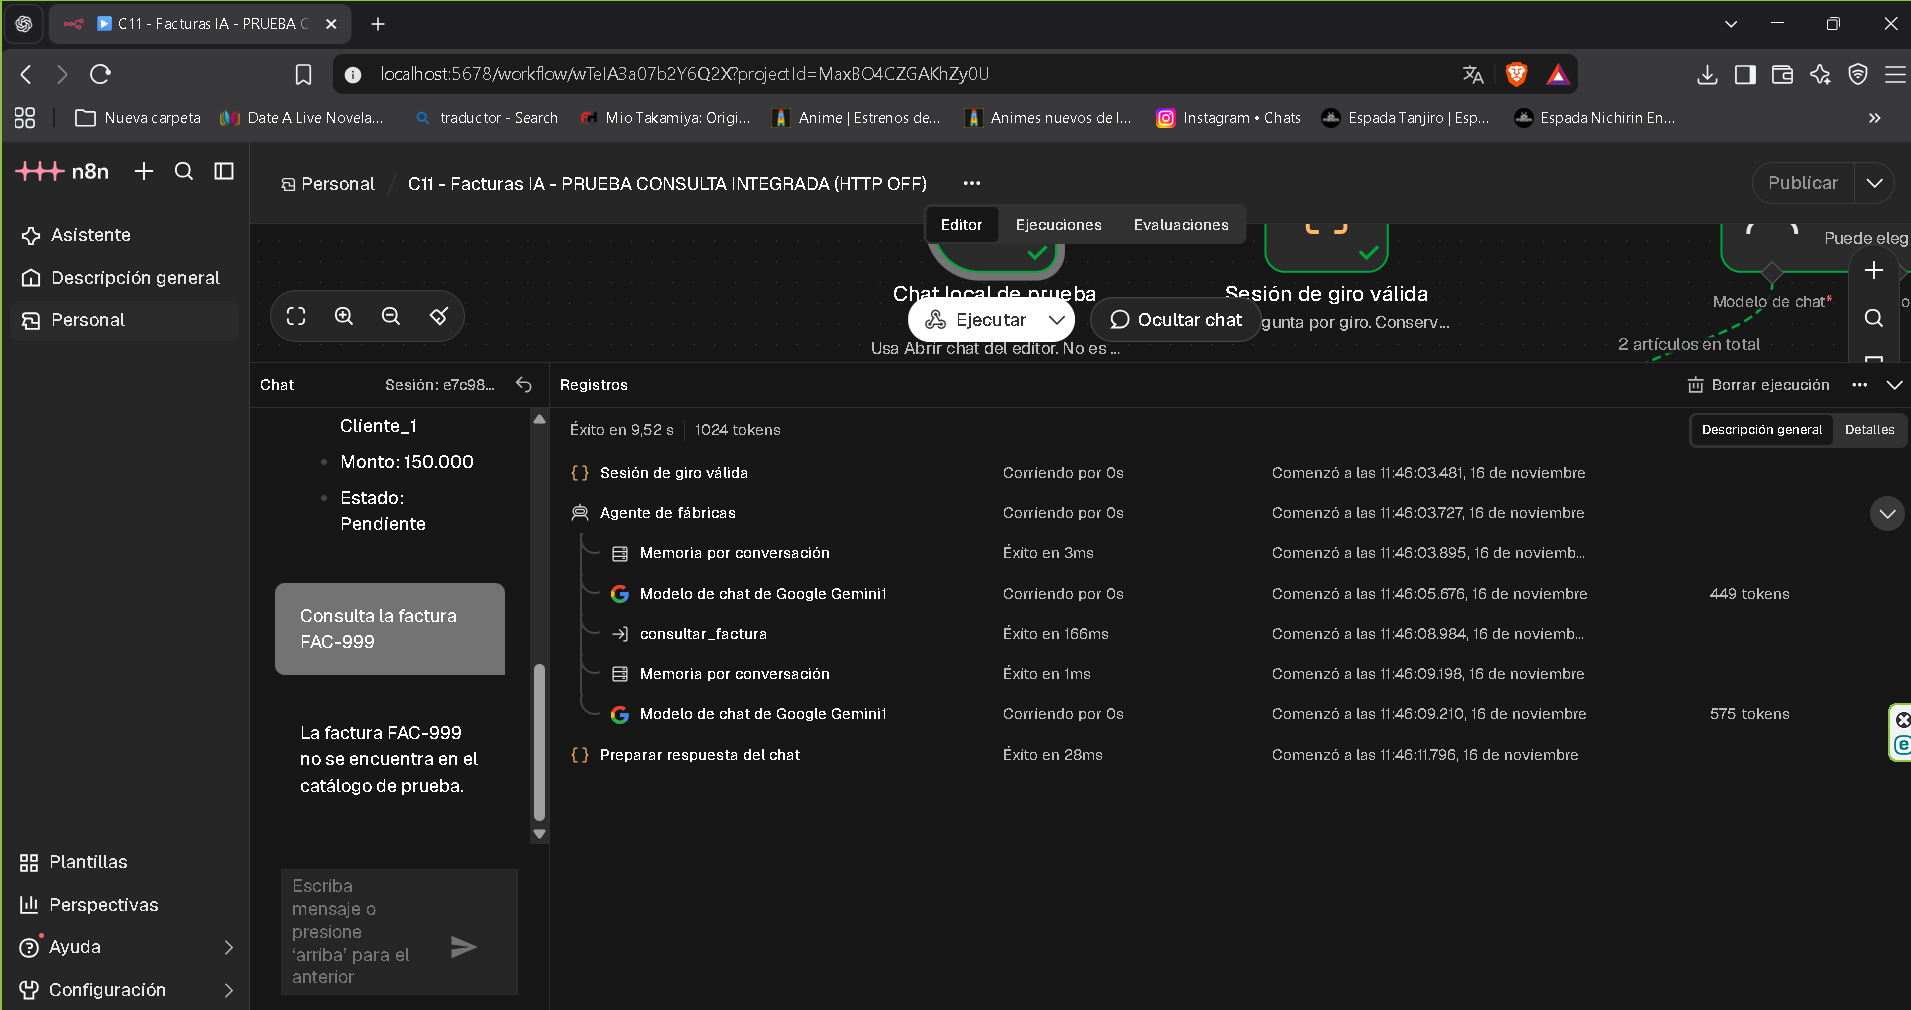 C11 - Facturas IA - PRUEBA C
localhost:5678/workflow/wTeIA3a07b2Y6Q2X?projectId=MaxBO4CZGAKhZy0U
Nueva carpeta
Date A Live Novela...
traductor - Search
Mio Takamiya: Origi...
Anime | Estrenos de...
Animes nuevos de I...
Instagram • Chats
Espada Tanjiro | Esp...
Espada Nichirin En...
n8n
Personal / C11 - Facturas IA - PRUEBA CONSULTA INTEGRADA (HTTP OFF)
Publicar
Editor
Ejecuciones
Evaluaciones
Asistente
Descripción general
Personal
Plantillas
Perspectivas
Ayuda
Configuración
Puede eleg
Chat local de prueba
Usa Abrir chat del editor. No es ...
Sesión de giro válida
gunta por giro. Conserv...
Modelo de chat*
2 artículos en total
Ejecutar
Ocultar chat
Chat
Sesión: e7c98...
Cliente_1
Monto: 150.000
Estado:
Pendiente
Consulta la factura
FAC-999
La factura FAC-999
no se encuentra en el
catálogo de prueba.
Escriba
mensaje o
presione
‘arriba’ para el
anterior
Registros
Borrar ejecución
Éxito en 9,52 s
1024 tokens
Descripción general
Detalles
Sesión de giro válida Corriendo por 0s Comenzó a las 11:46:03.481, 16 de noviembre
Agente de fábricas Corriendo por 0s Comenzó a las 11:46:03.727, 16 de noviembre
Memoria por conversación Éxito en 3ms Comenzó a las 11:46:03.895, 16 de noviemb...
Modelo de chat de Google Gemini1 Corriendo por 0s Comenzó a las 11:46:05.676, 16 de noviembre 449 tokens
consultar_factura Éxito en 166ms Comenzó a las 11:46:08.984, 16 de noviemb...
Memoria por conversación Éxito en 1ms Comenzó a las 11:46:09.198, 16 de noviembre
Modelo de chat de Google Gemini1 Corriendo por 0s Comenzó a las 11:46:09.210, 16 de noviembre 575 tokens
Preparar respuesta del chat Éxito en 28ms Comenzó a las 11:46:11.796, 16 de noviembre